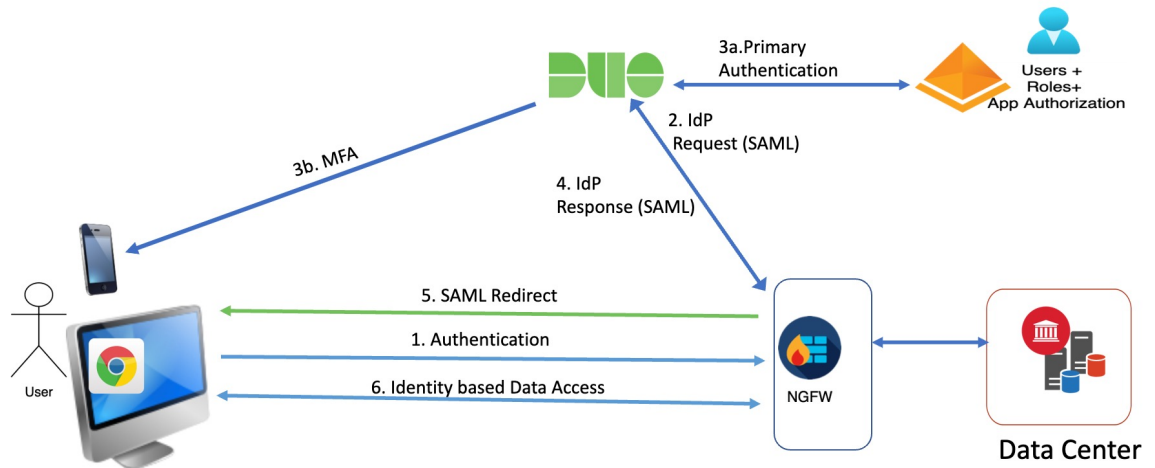 DUO
3a.Primary
Authentication
Users +
Roles+
App Authorization
2. IdP
Request (SAML)
3b. MFA
4. IdP
Response (SAML)
5. SAML Redirect
1. Authentication
6. Identity based Data Access
User
NGFW
Data Center